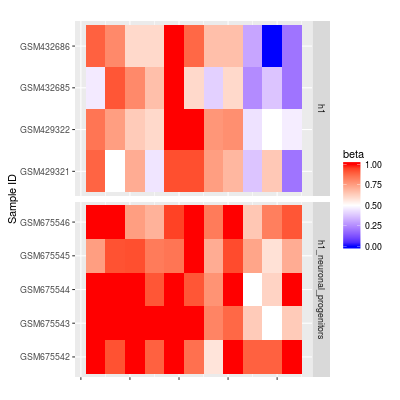 GSM432686
GSM432685
GSM429322
GSM429321
h1
GSM675546
GSM675545
GSM675544
GSM675543
GSM675542
h1_neuronal_progenitors
Sample ID
beta
1.00
0.75
0.50
0.25
0.00